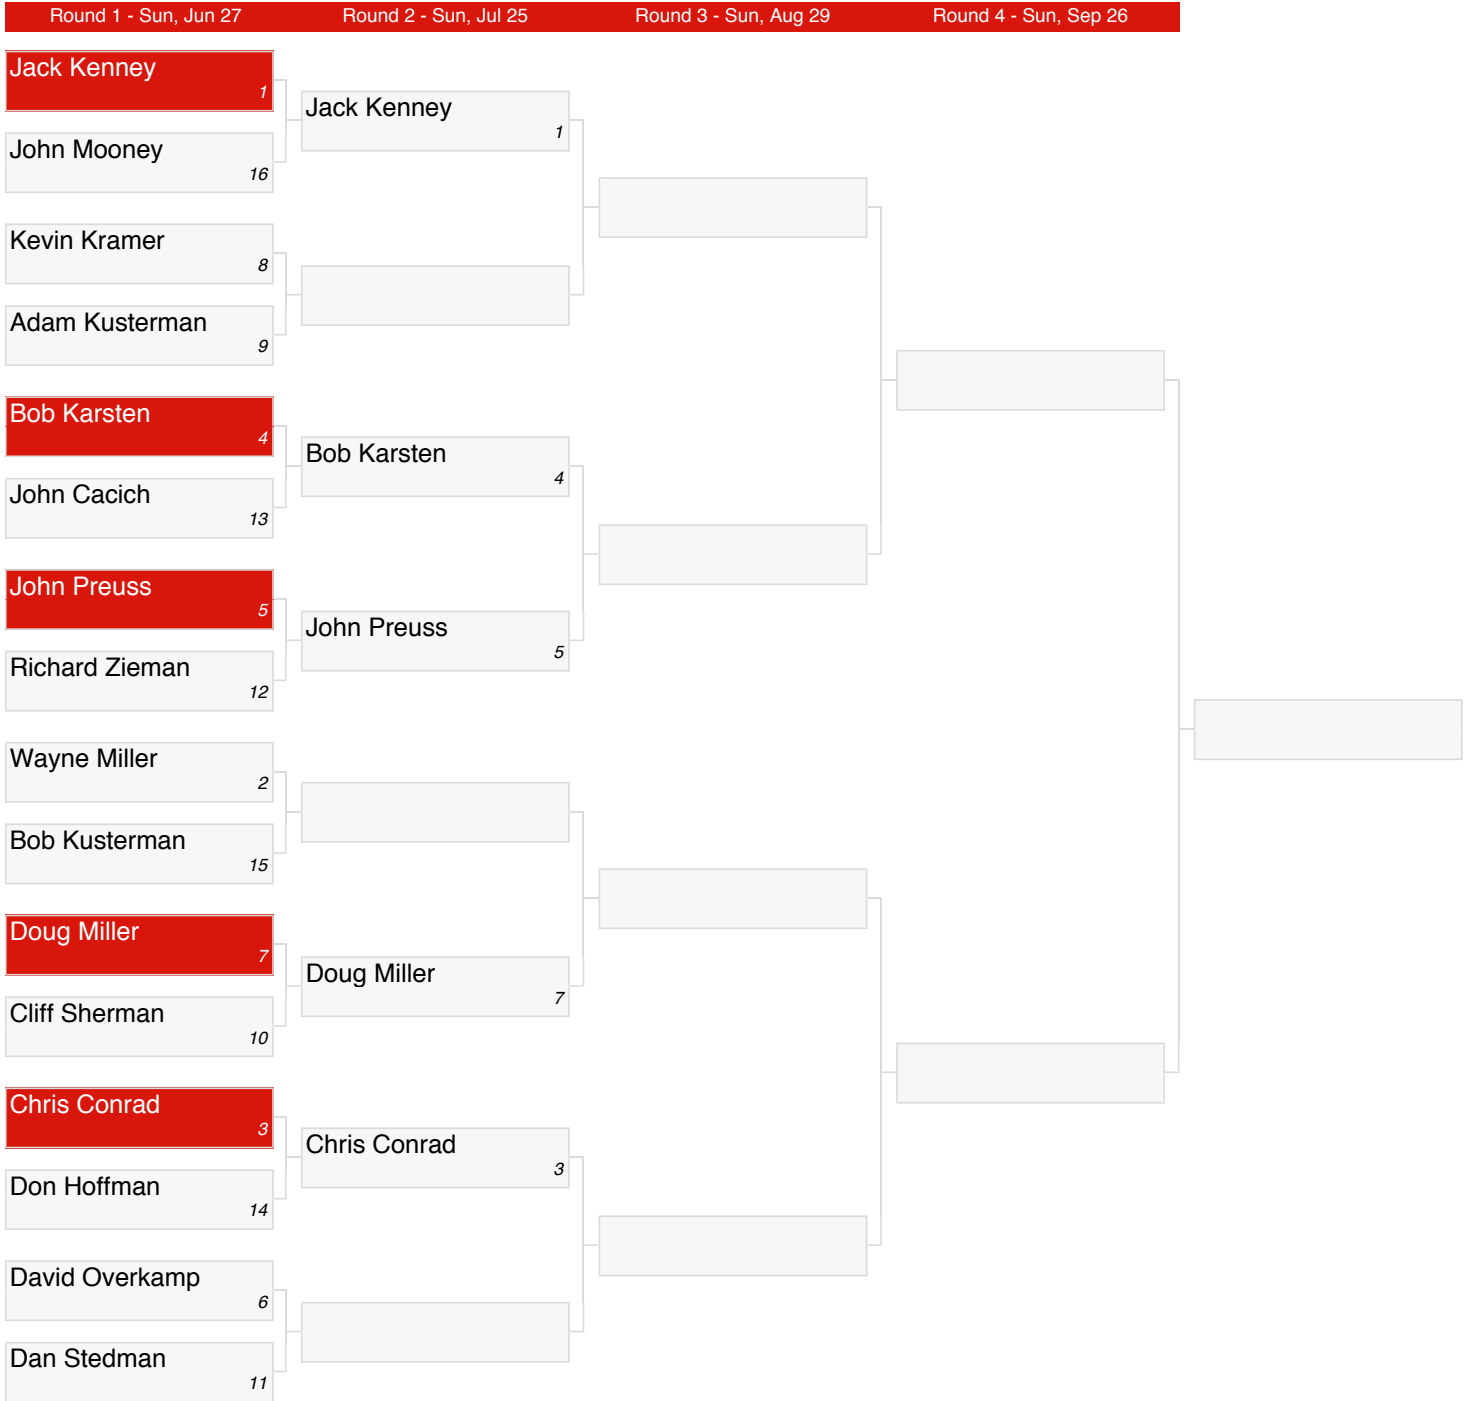 Round 1 - Sun, Jun 27
Round 2 - Sun, Jul 25
Round 3 - Sun, Aug 29
Round 4 - Sun, Sep 26
Jack Kenney
1
John Mooney
16
Kevin Kramer
8
Adam Kusterman
9
Bob Karsten
4
John Cacich
13
John Preuss
5
Richard Zieman
12
Wayne Miller
2
Bob Kusterman
15
Doug Miller
7
Cliff Sherman
10
Chris Conrad
3
Don Hoffman
14
David Overkamp
6
Dan Stedman
11
Jack Kenney
1
Bob Karsten
4
John Preuss
5
Doug Miller
7
Chris Conrad
3